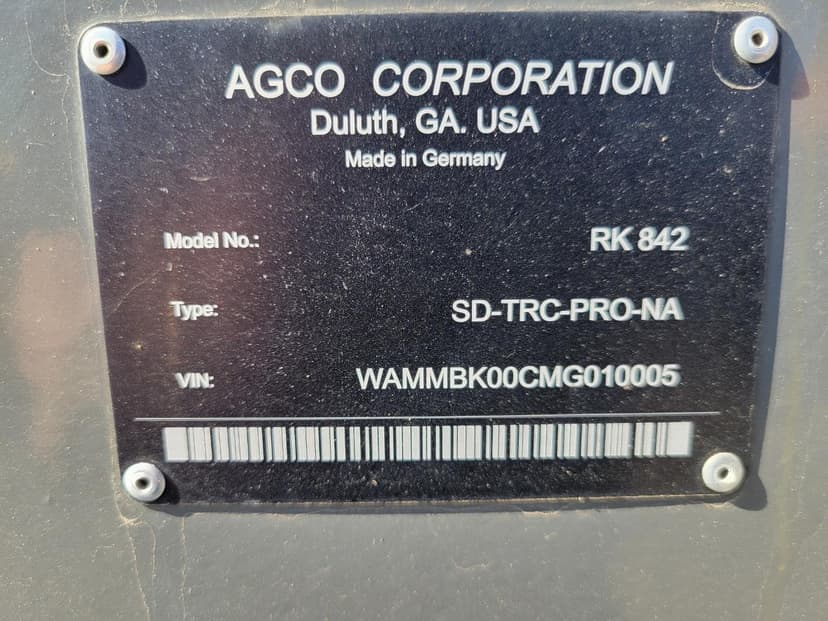 AGCO CORPORATION
Duluth, GA. USA
Made in Germany
Model No.: RK 842
Type: SD-TRC-PRO-NA
VIN: WAMMBK00CMG010005